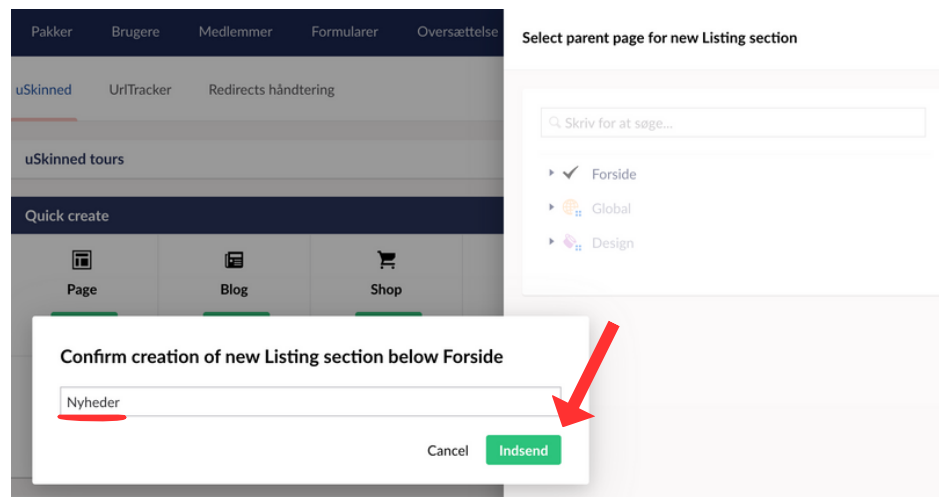 Pakker Brugere Medlemmer Formularer Oversættelse
uSkinned UrlTracker Redirects håndtering
uSkinned tours
Quick create
Page Blog Shop
Select parent page for new Listing section
Skriv for at søge...
Forside
Global
Design
Confirm creation of new Listing section below Forside
Nyheder
Cancel Indsend